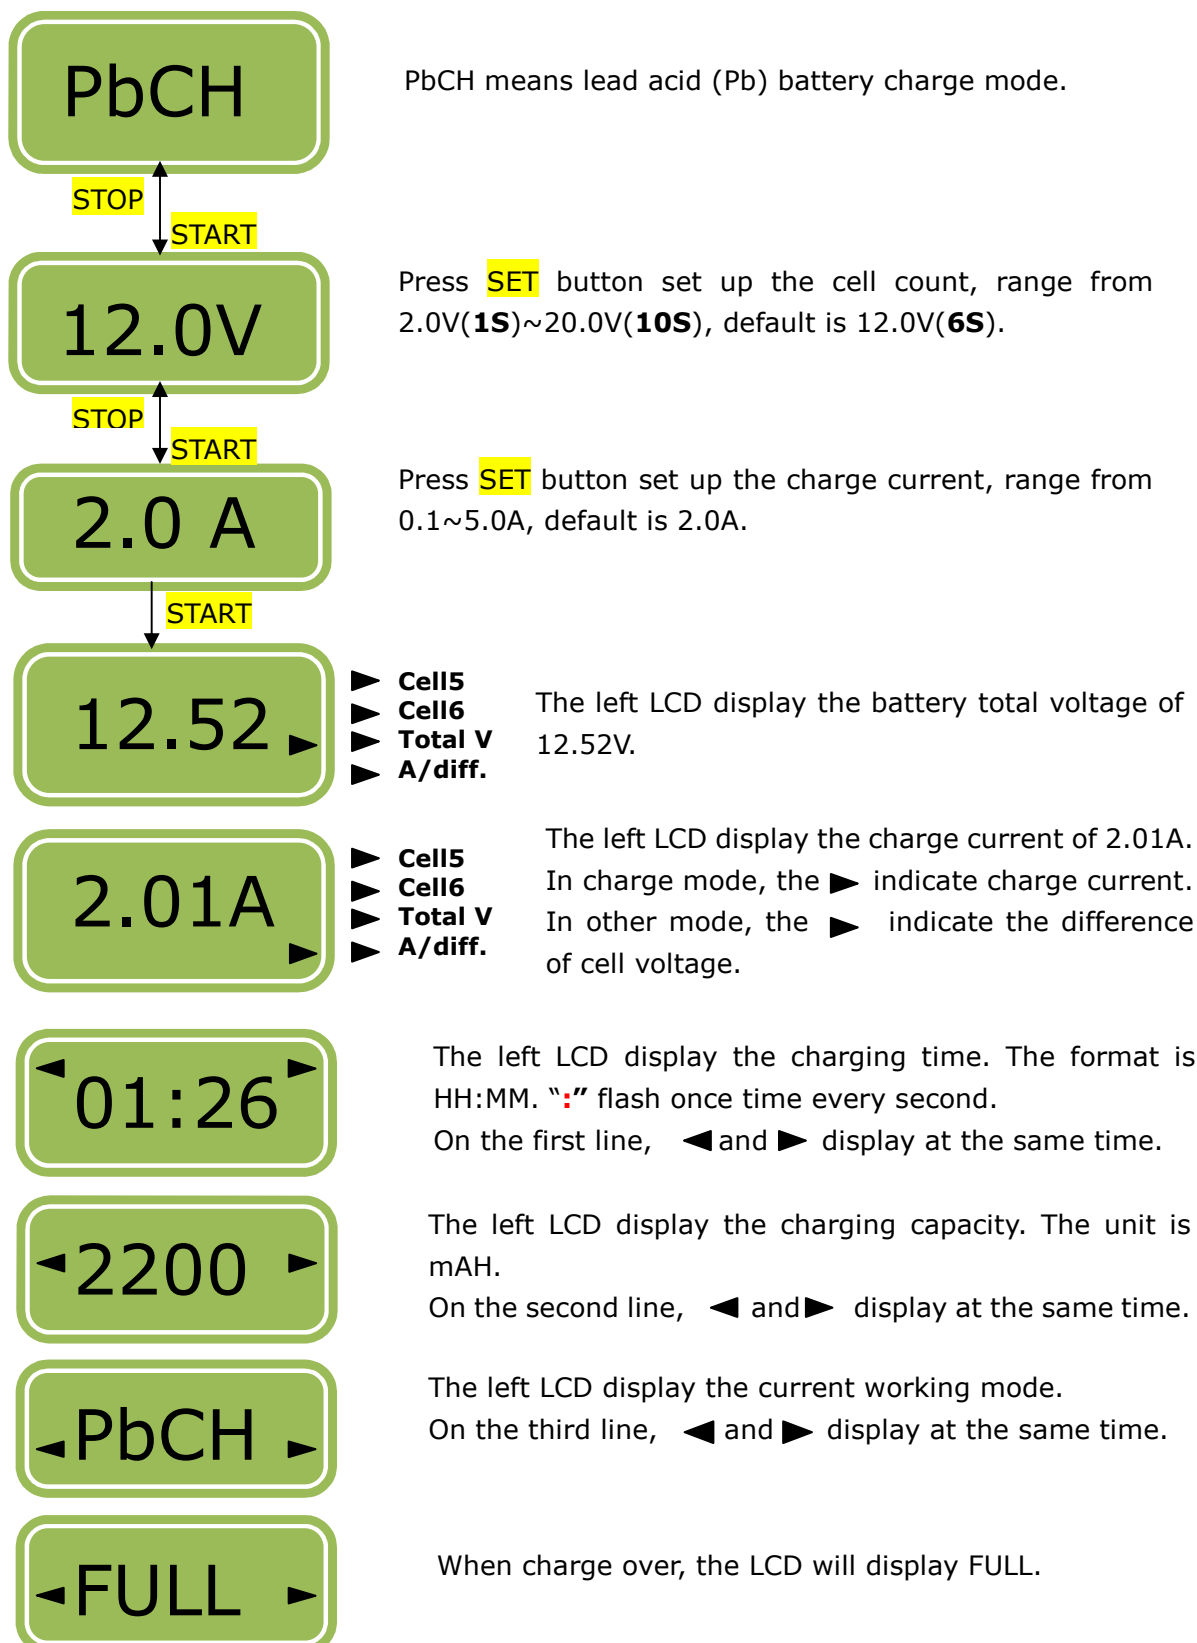 PbCH
PbCH means lead acid (Pb) battery charge mode.
STOP
START
12.0V
Press SET button set up the cell count, range from
2.0V(1S)~20.0V(10S), default is 12.0V(6S).
STOP
START
2.0 A
Press SET button set up the charge current, range from
0.1~5.0A, default is 2.0A.
START
12.52
Cell5
Cell6
Total V
A/diff.
The left LCD display the battery total voltage of
12.52V.
2.01A
Cell5
Cell6
Total V
A/diff.
The left LCD display the charge current of 2.01A.
In charge mode, the ► indicate charge current.
In other mode, the ► indicate the difference
of cell voltage.
01:26
The left LCD display the charging time. The format is
HH:MM. “:” flash once time every second.
On the first line, ◄ and ► display at the same time.
2200
The left LCD display the charging capacity. The unit is
mAH.
On the second line, ◄ and ► display at the same time.
PbCH
The left LCD display the current working mode.
On the third line, ◄ and ► display at the same time.
FULL
When charge over, the LCD will display FULL.